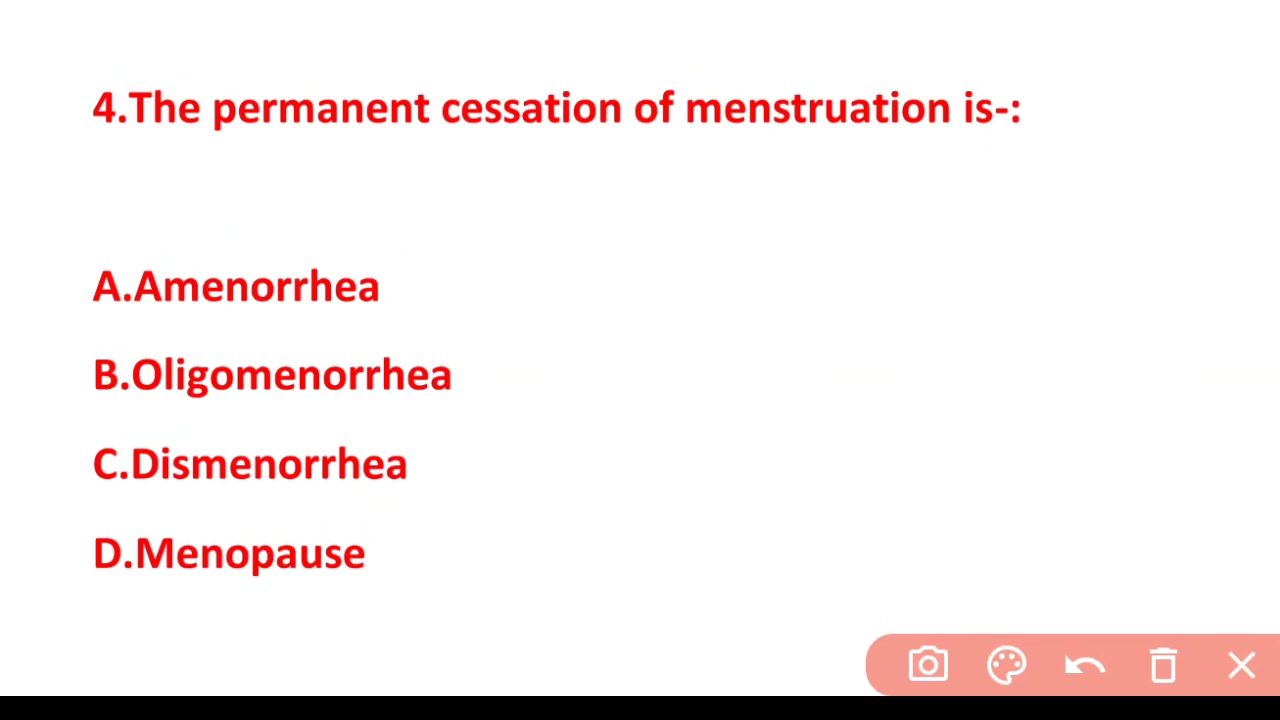 4.The permanent cessation of menstruation is-:
A.Amenorrhea
B.Oligomenorrhea
C.Dismenorrhea
D.Menopause